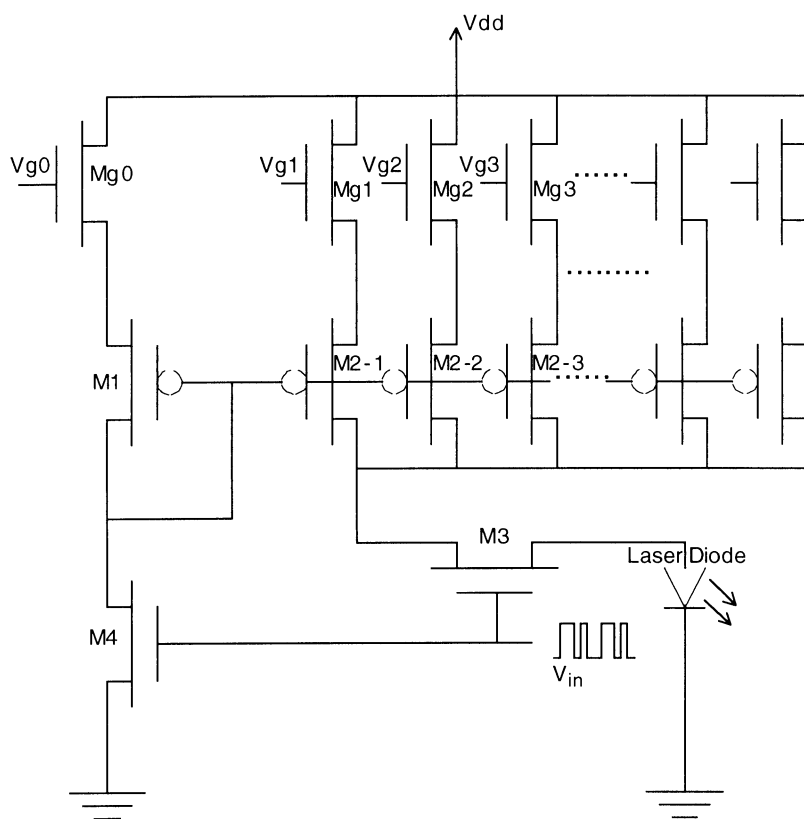 Vdd
Vg0
Mg0
Vg1
Mg1
Vg2
Mg2
Vg3
Mg3
M1
M2-1
M2-2
M2-3
M3
Laser Diode
M4
Vin